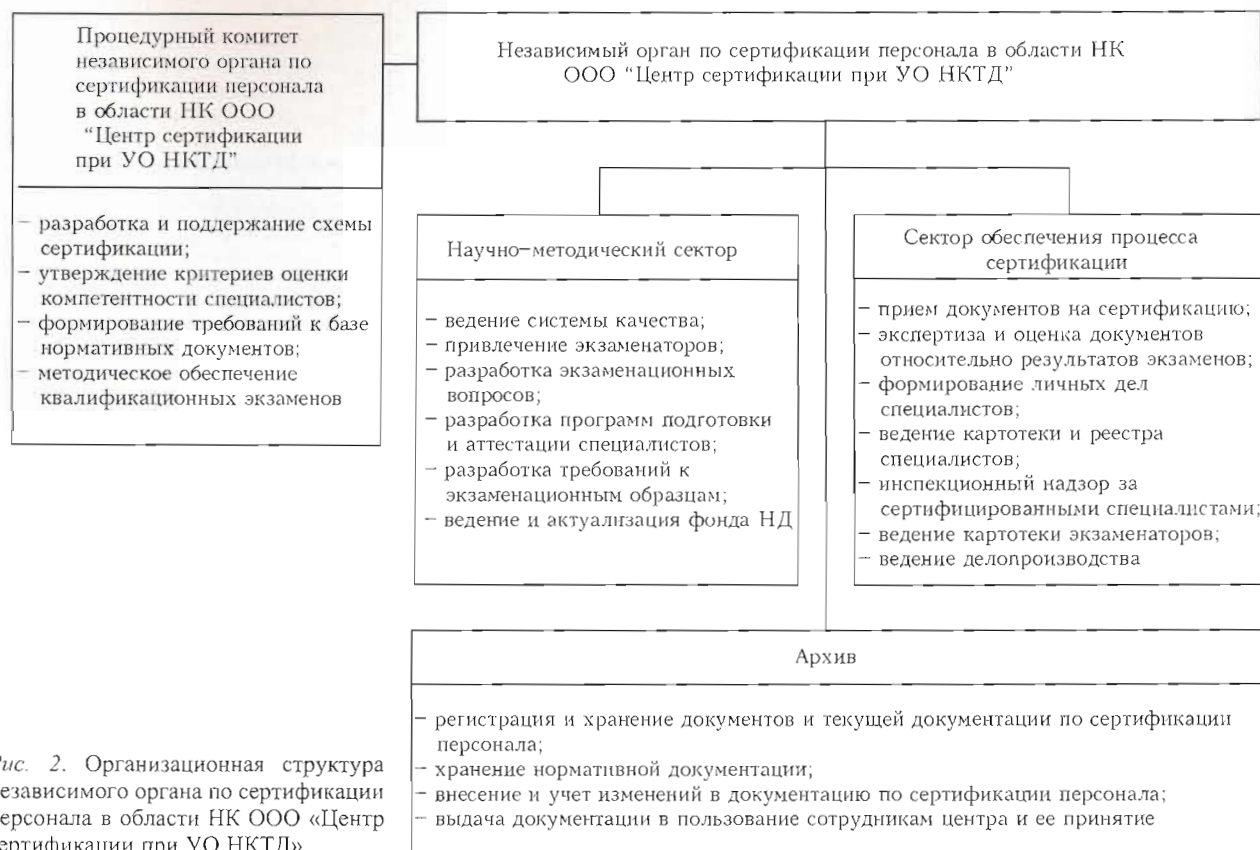 Процедурный комитет
независимого органа по
сертификации персонала
в области НК ООО
“Центр сертификации
при УО НКТД”
– разработка и поддержание схемы
сертификации;
– утверждение критериев оценки
компетентности специалистов;
– формирование требований к базе
нормативных документов;
– методическое обеспечение
квалификационных экзаменов
Независимый орган по сертификации персонала в области НК
ООО “Центр сертификации при УО НКТД”
Научно–методический сектор
– ведение системы качества;
– привлечение экзаменаторов;
– разработка экзаменационных
вопросов;
– разработка программ подготовки
и аттестации специалистов;
– разработка требований к
экзаменационным образцам;
– ведение и актуализация фонда НД
Сектор обеспечения процесса
сертификации
– прием документов на сертификацию;
– экспертиза и оценка документов
относительно результатов экзаменов;
– формирование личных дел
специалистов;
– ведение картотеки и реестра
специалистов;
– инспекционный надзор за
сертифицированными специалистами;
– ведение картотеки экзаменаторов;
– ведение делопроизводства
Архив
– регистрация и хранение документов и текущей документации по сертификации
персонала;
– хранение нормативной документации;
– внесение и учет изменений в документацию по сертификации персонала;
– выдача документации в пользование сотрудникам центра и ее принятие
ис. 2. Организационная структура
езависимого органа по сертификации
ерсонала в области НК ООО «Центр
ертификации при УО НКТД»